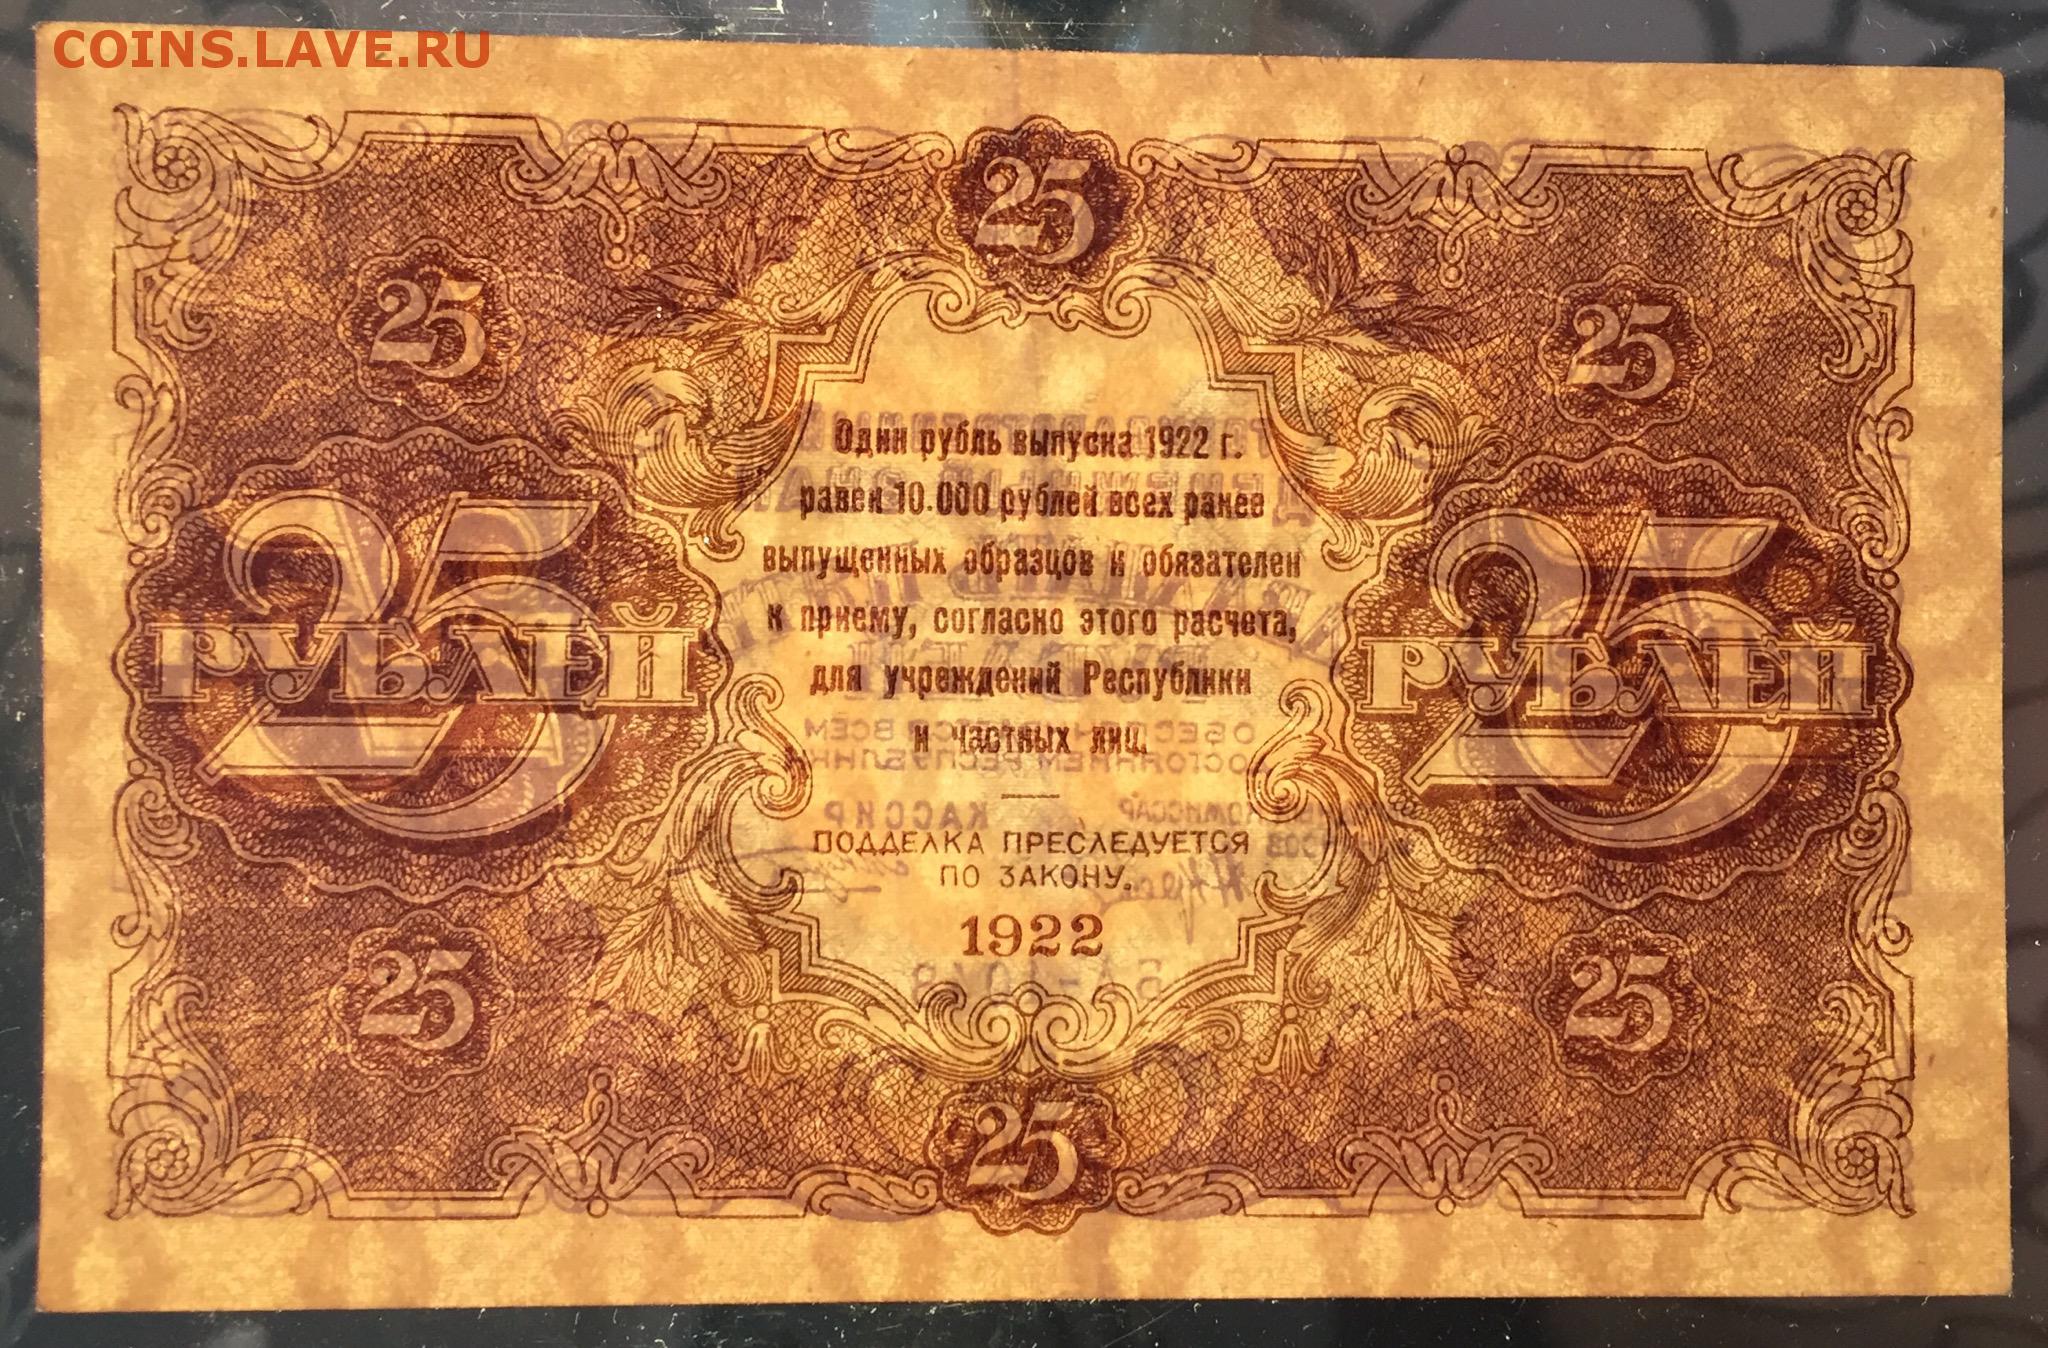 COINS.LAVE.RU
25
25
25
Один рубль выпуска 1922 г.
равен 10.000 рублей всех ранее
выпущенных образцов и обязателен
к приему, согласно этого расчета,
для учреждений Республики
и частных лиц.
25
РУБЛЕЙ
25
РУБЛЕЙ
ПОДДЕЛКА ПРЕСЛЕДУЕТСЯ
ПО ЗАКОНУ.
1922
25
25
25